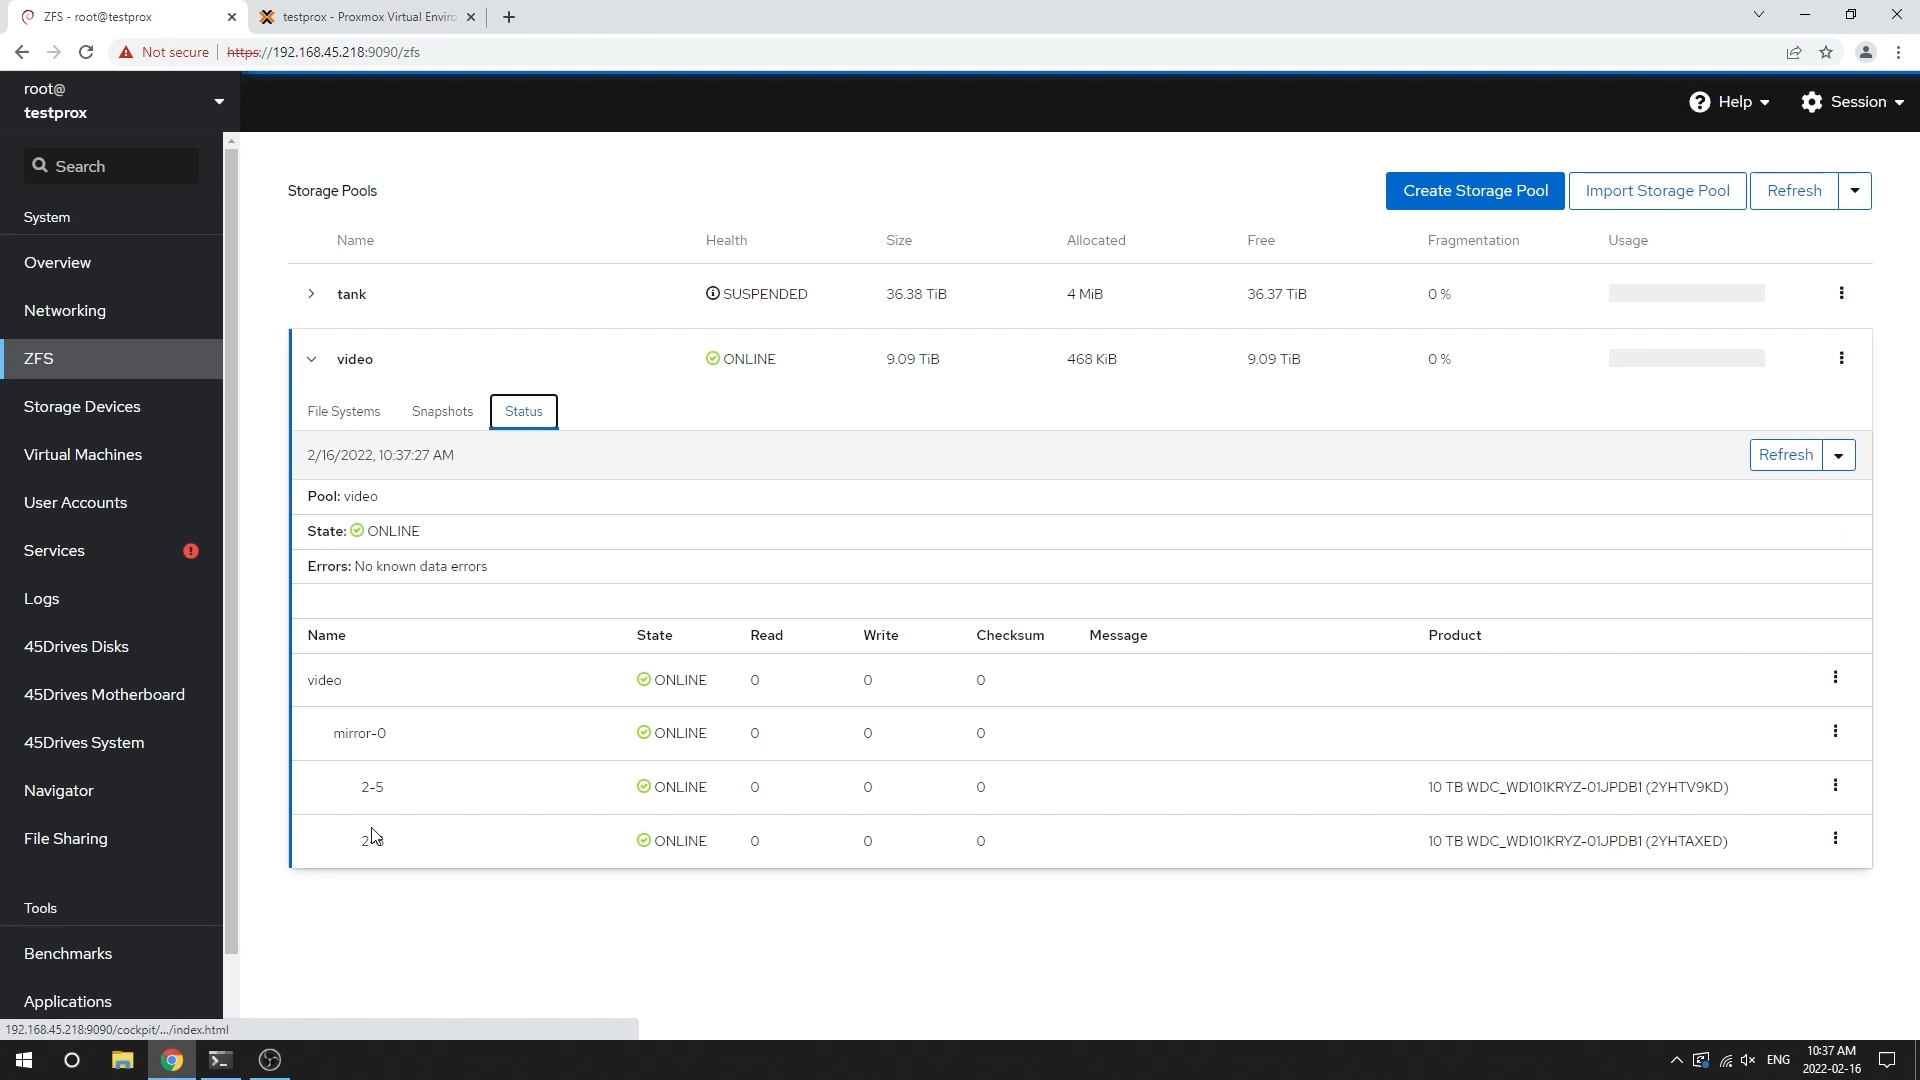 ZFS - root@testprox
testprox - Proxmox Virtual Enviro
Not secure https://192.168.45.218:9090/zfs
root@
testprox
Help
Session
Search
System
Overview
Networking
ZFS
Storage Devices
Virtual Machines
User Accounts
Services
Logs
45Drives Disks
45Drives Motherboard
45Drives System
Navigator
File Sharing
Tools
Benchmarks
Applications
Storage Pools
Create Storage Pool Import Storage Pool Refresh
Name Health Size Allocated Free Fragmentation Usage
tank SUSPENDED 36.38 TiB 4 MiB 36.37 TiB 0 %
video ONLINE 9.09 TiB 468 KiB 9.09 TiB 0 %
File Systems Snapshots Status
2/16/2022, 10:37:27 AM Refresh
Pool: video
State: ONLINE
Errors: No known data errors
Name State Read Write Checksum Message Product
video ONLINE 0 0 0
mirror-0 ONLINE 0 0 0
2-5 ONLINE 0 0 0 10 TB WDC_WD101KRYZ-01JPDB1 (2YHTV9KD)
ONLINE 0 0 0 10 TB WDC_WD101KRYZ-01JPDB1 (2YHTAXED)
192.168.45.218:9090/cockpit/.../index.html
ENG
10:37 AM
2022-02-16